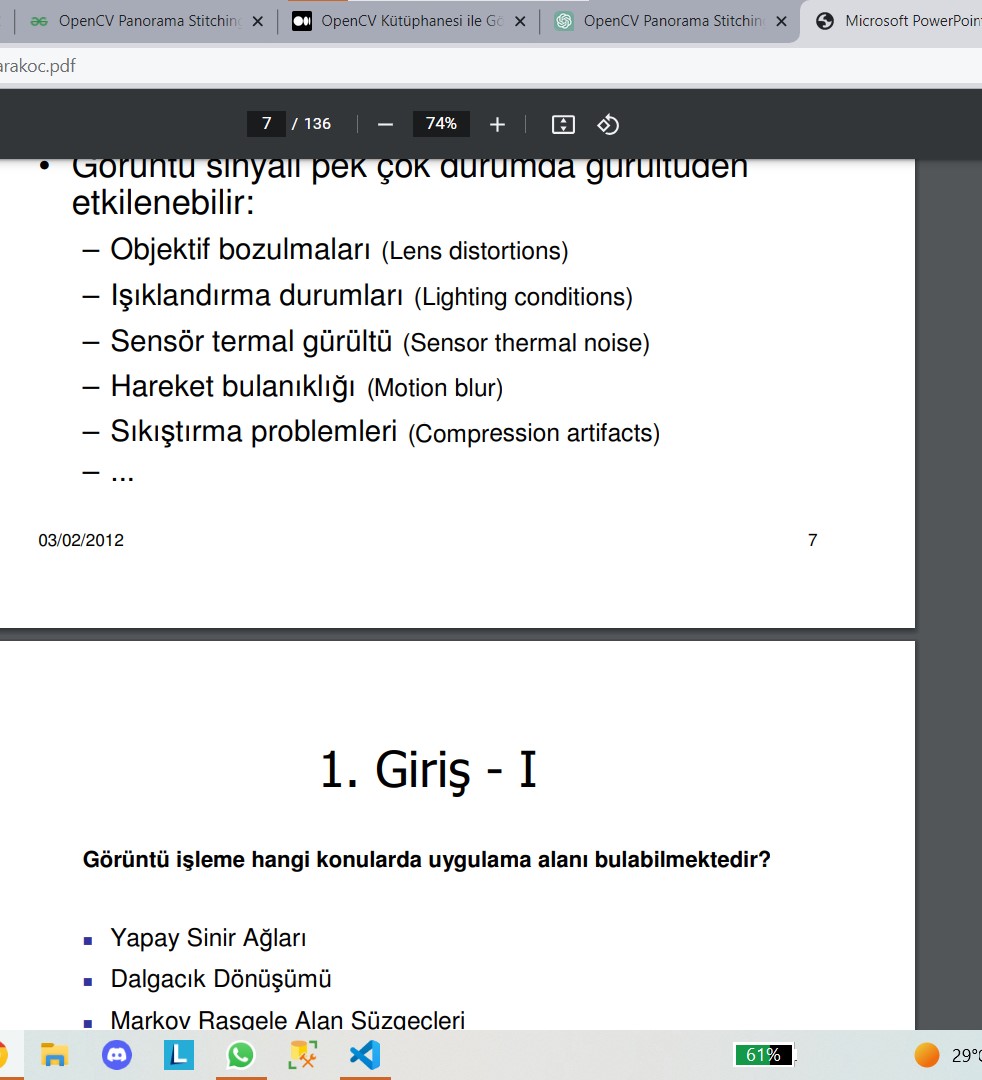 OpenCV Panorama Stitching
OpenCV Kütüphanesi ile Gö
OpenCV Panorama Stitchin
Microsoft PowerPoin
arakoc.pdf
7 / 136
74%
• Görüntü sinyali pek çok durumda gürültüden
etkilenebilir:
– Objektif bozulmaları (Lens distortions)
– Işıklandırma durumları (Lighting conditions)
– Sensör termal gürültü (Sensor thermal noise)
– Hareket bulanıklığı (Motion blur)
– Sıkıştırma problemleri (Compression artifacts)
– ...
03/02/2012
7
1. Giriş - I
Görüntü işleme hangi konularda uygulama alanı bulabilmektedir?
▪ Yapay Sinir Ağları
▪ Dalgacık Dönüşümü
▪ Markov Rasgele Alan Süzgeçleri
L
61%
29°C